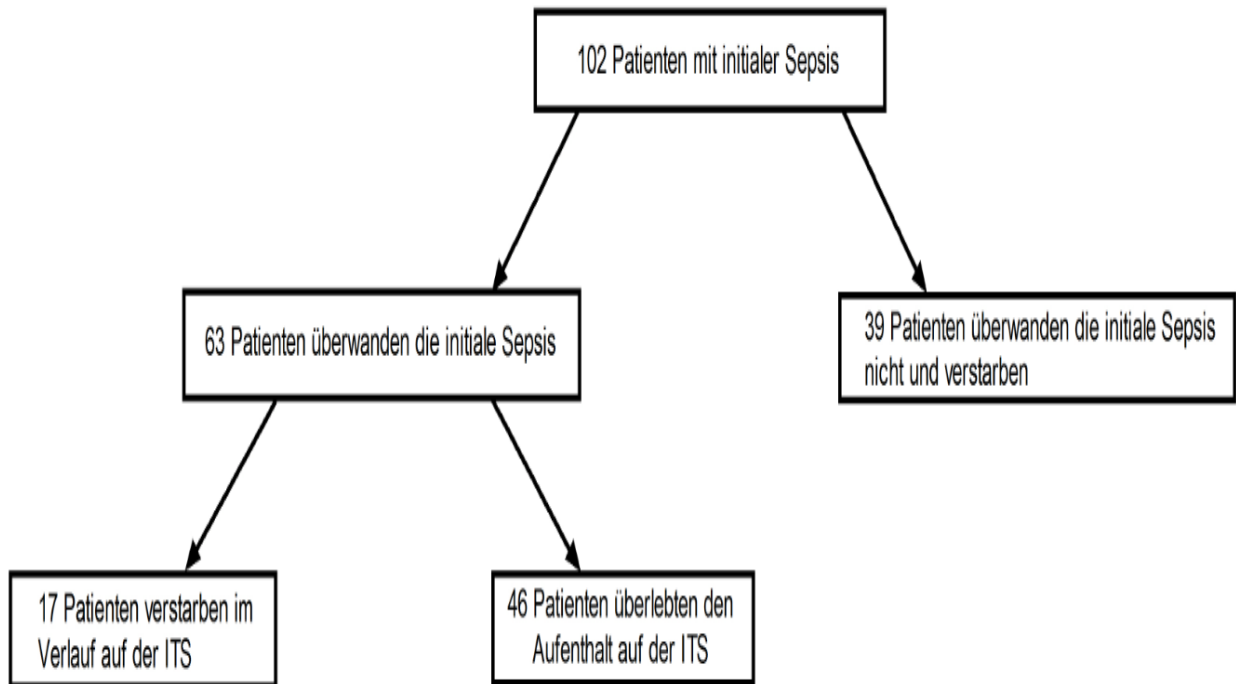 102 Patienten mit initialer Sepsis
63 Patienten überwanden die initiale Sepsis
39 Patienten überwanden die initiale Sepsis
nicht und verstarben
17 Patienten verstarben im
Verlauf auf der ITS
46 Patienten überlebten den
Aufenthalt auf der ITS